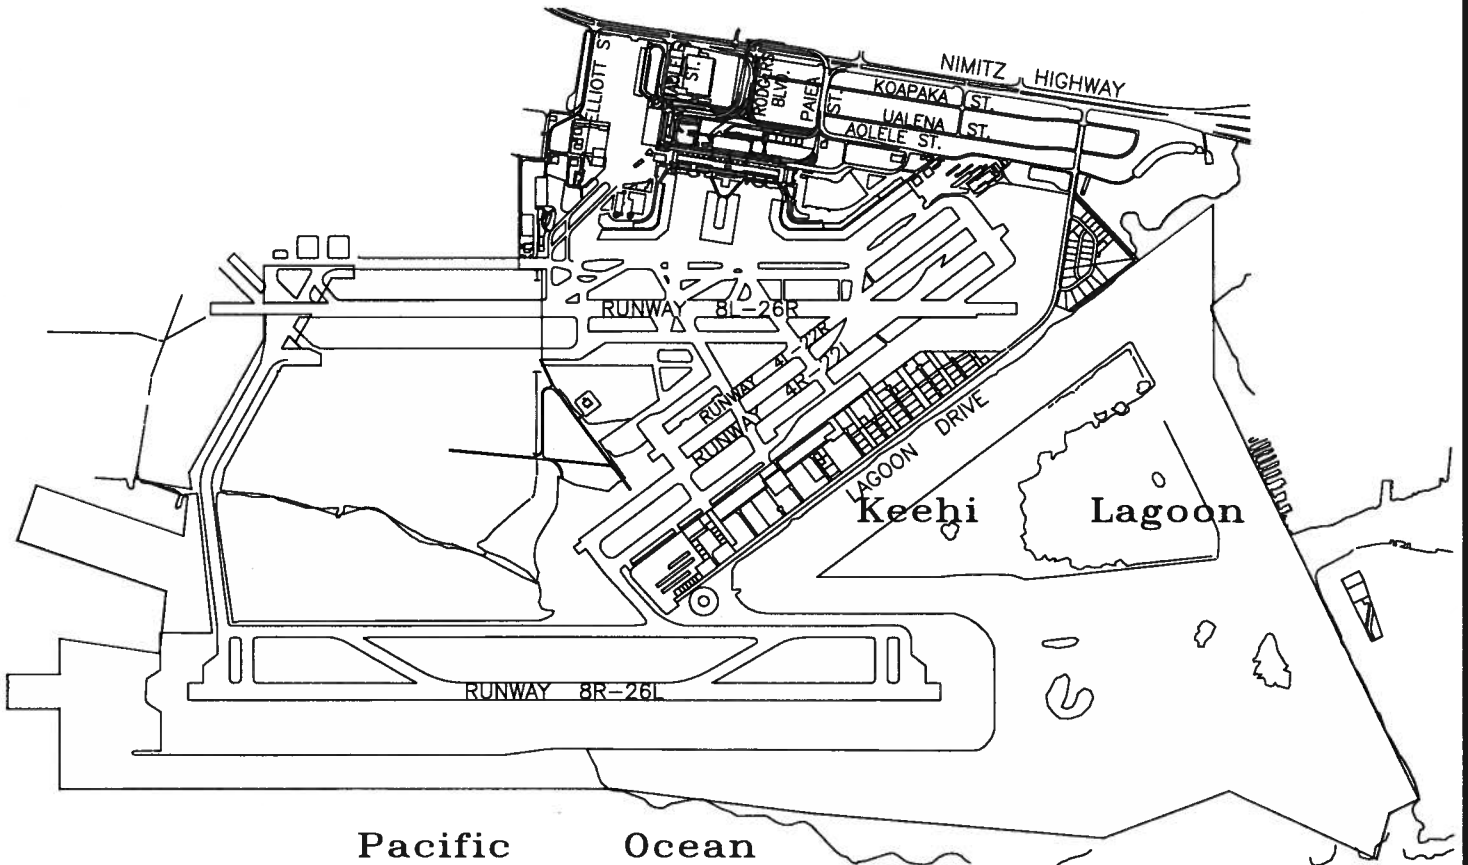 NIMITZ HIGHWAY
ELLIOTT S
AOLELE ST.
RODGERS BLVD.
PAIEA ST.
KOAPAKA ST.
UALENA ST.
AOLELE ST.
RUNWAY 8L-26R
RUNWAY 4L-22R
RUNWAY 4R-22L
LAGOON DRIVE
Keehi Lagoon
RUNWAY 8R-26L
Pacific Ocean